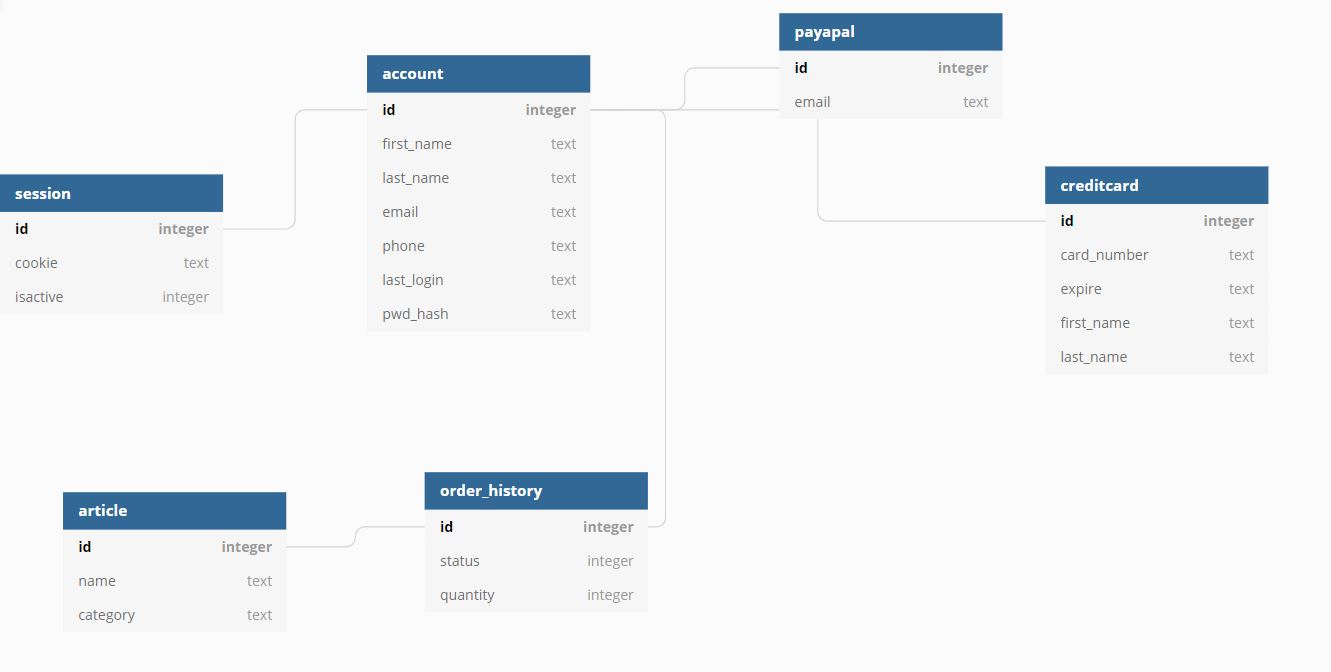 payapal
id integer
email text
account
id integer
first_name text
last_name text
email text
phone text
last_login text
pwd_hash text
session
id integer
cookie text
isactive integer
creditcard
id integer
card_number text
expire text
first_name text
last_name text
article
id integer
name text
category text
order_history
id integer
status integer
quantity integer